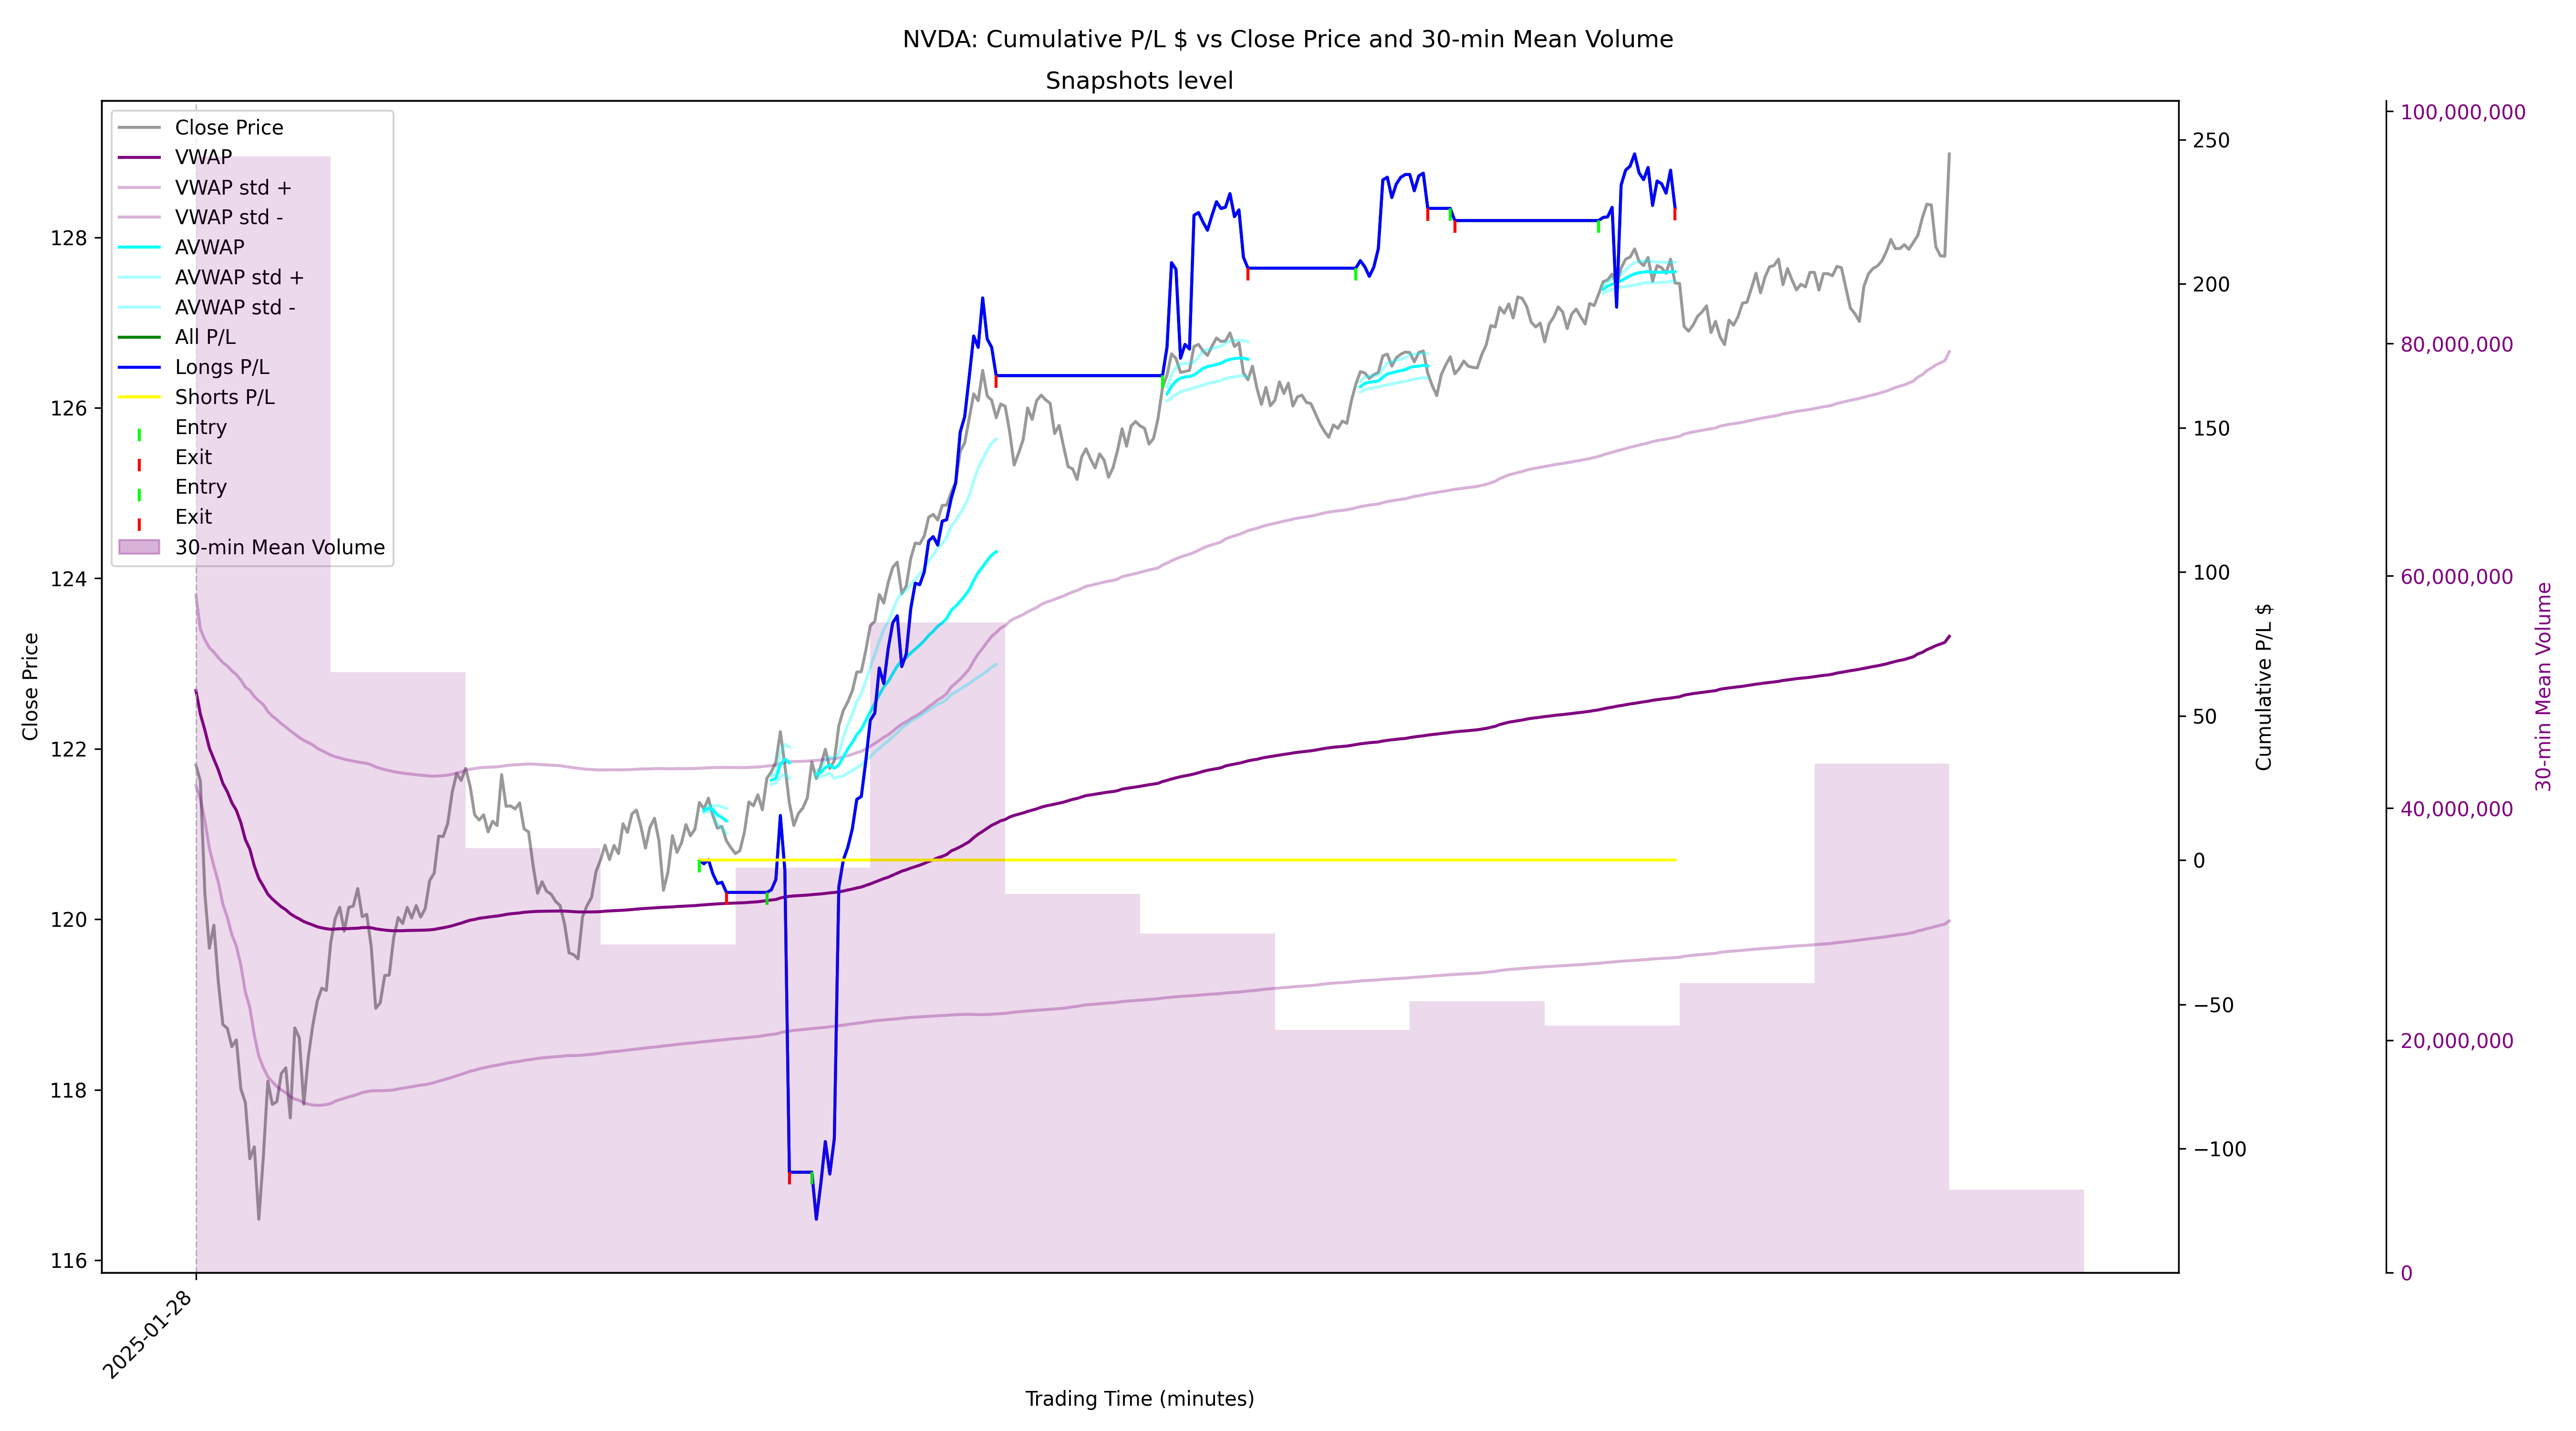 NVDA: Cumulative P/L $ vs Close Price and 30-min Mean Volume
Snapshots level
Close Price
VWAP
VWAP std +
VWAP std -
AVWAP
AVWAP std +
AVWAP std -
All P/L
Longs P/L
Shorts P/L
Entry
Exit
Entry
Exit
30-min Mean Volume
128
126
124
122
120
118
116
Close Price
250
200
150
100
50
0
−50
−100
Cumulative P/L $
100,000,000
80,000,000
60,000,000
40,000,000
20,000,000
0
30-min Mean Volume
2025-01-28
Trading Time (minutes)